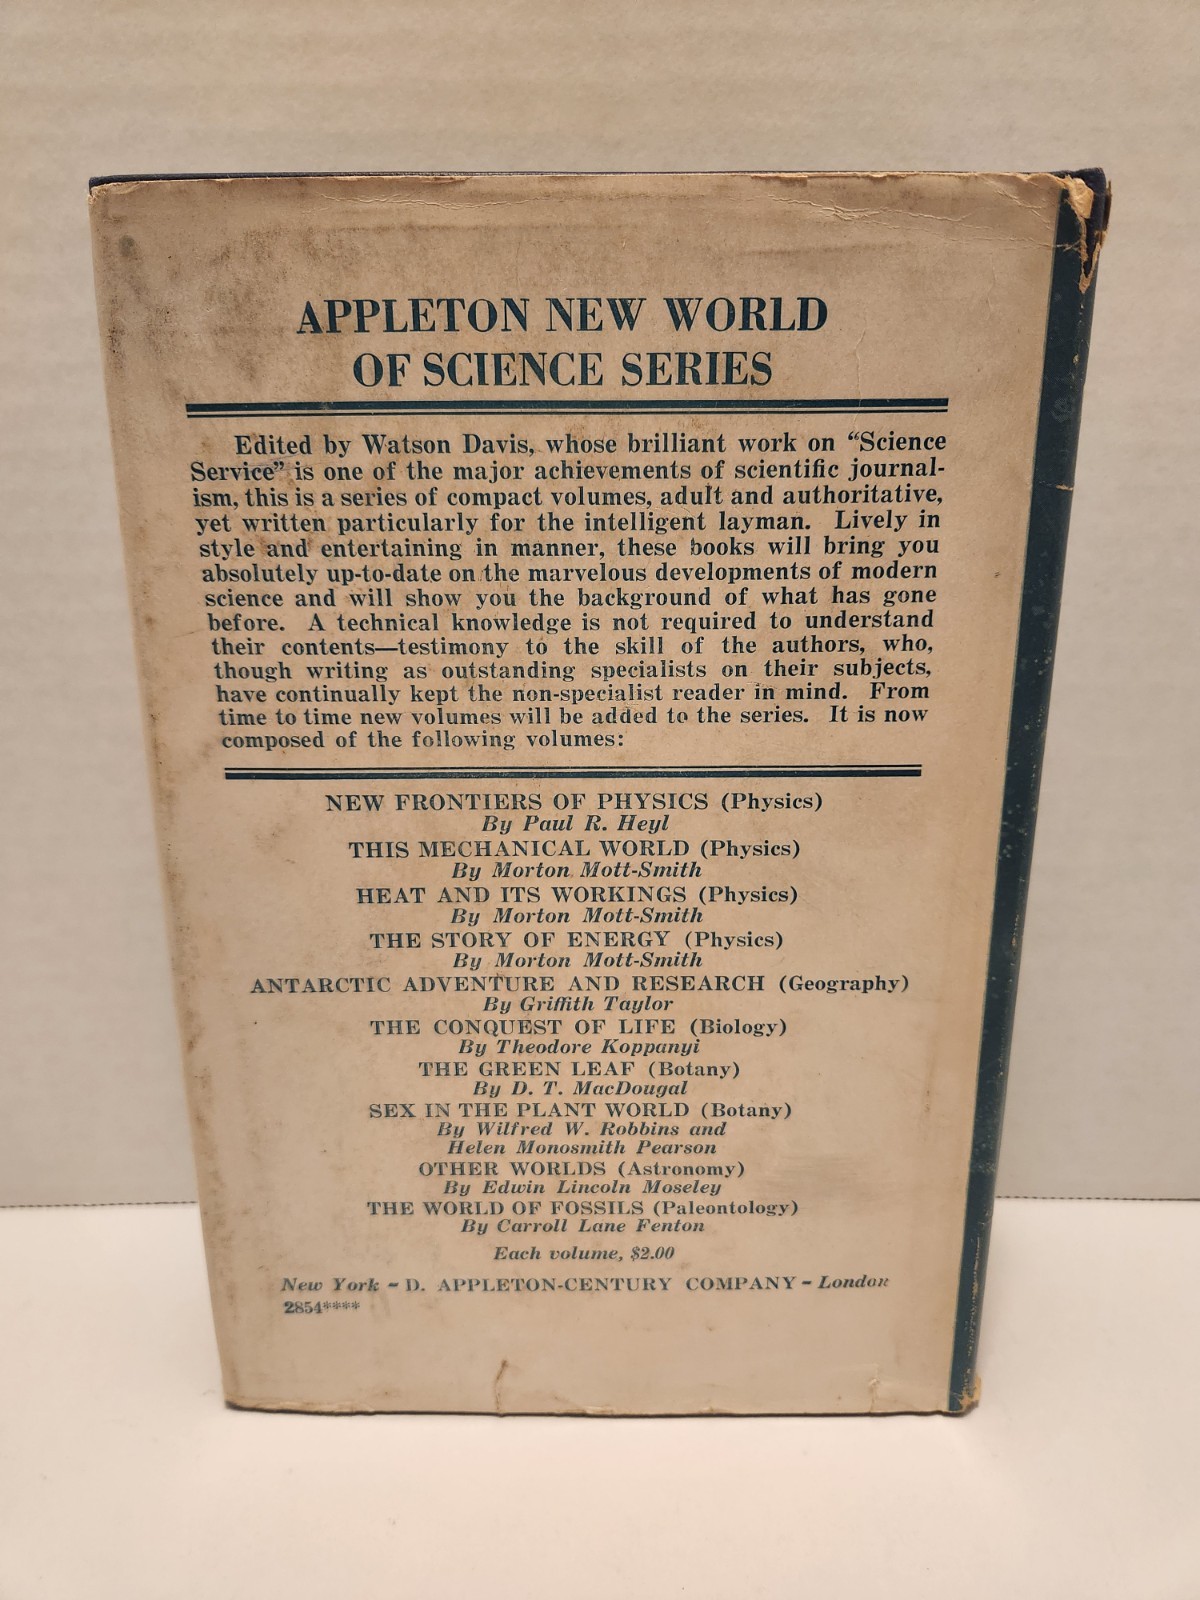 APPLETON NEW WORLD
OF SCIENCE SERIES
Edited by Watson Davis, whose brilliant work on “Science
Service” is one of the major achievements of scientific journal-
ism, this is a series of compact volumes, adult and authoritative,
yet written particularly for the intelligent layman. Lively in
style and entertaining in manner, these books will bring you
absolutely up-to-date on the marvelous developments of modern
science and will show you the background of what has gone
before. A technical knowledge is not required to understand
their contents—testimony to the skill of the authors, who,
though writing as outstanding specialists on their subjects,
have continually kept the non-specialist reader in mind. From
time to time new volumes will be added to the series. It is now
composed of the following volumes:
NEW FRONTIERS OF PHYSICS (Physics)
By Paul R. Heyl
THIS MECHANICAL WORLD (Physics)
By Morton Mott-Smith
HEAT AND ITS WORKINGS (Physics)
By Morton Mott-Smith
THE STORY OF ENERGY (Physics)
By Morton Mott-Smith
ANTARCTIC ADVENTURE AND RESEARCH (Geography)
By Griffith Taylor
THE CONQUEST OF LIFE (Biology)
By Theodore Koppanyi
THE GREEN LEAF (Botany)
By D. T. MacDougal
SEX IN THE PLANT WORLD (Botany)
By Wilfred W. Robbins and
Helen Monosmith Pearson
OTHER WORLDS (Astronomy)
By Edwin Lincoln Moseley
THE WORLD OF FOSSILS (Paleontology)
By Carroll Lane Fenton
Each volume, $2.00
New York - D. APPLETON-CENTURY COMPANY - London
2854****